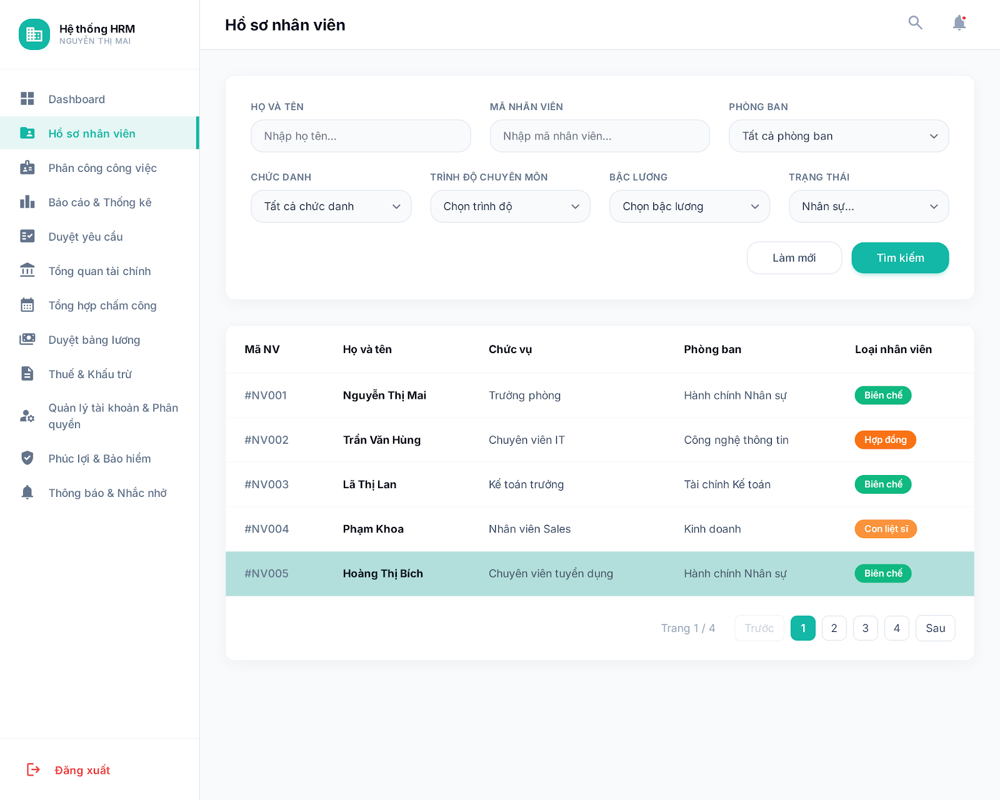 Hệ thống HRM
NGUYỄN THỊ MAI
Dashboard
Hồ sơ nhân viên
Phân công công việc
Báo cáo & Thống kê
Duyệt yêu cầu
Tổng quan tài chính
Tổng hợp chấm công
Duyệt bảng lương
Thuế & Khấu trừ
Quản lý tài khoản & Phân
quyền
Phúc lợi & Bảo hiểm
Thông báo & Nhắc nhở
Đăng xuất
Hồ sơ nhân viên
HỌ VÀ TÊN MÃ NHÂN VIÊN PHÒNG BAN
Nhập họ tên... Nhập mã nhân viên... Tất cả phòng ban
CHỨC DANH TRÌNH ĐỘ CHUYÊN MÔN BẬC LƯƠNG TRẠNG THÁI
Tất cả chức danh Chọn trình độ Chọn bậc lương Nhân sự...
Làm mới Tìm kiếm
Mã NV Họ và tên Chức vụ Phòng ban Loại nhân viên
#NV001 Nguyễn Thị Mai Trưởng phòng Hành chính Nhân sự Biên chế
#NV002 Trần Văn Hùng Chuyên viên IT Công nghệ thông tin Hợp đồng
#NV003 Lã Thị Lan Kế toán trưởng Tài chính Kế toán Biên chế
#NV004 Phạm Khoa Nhân viên Sales Kinh doanh Con liệt sĩ
#NV005 Hoàng Thị Bích Chuyên viên tuyển dụng Hành chính Nhân sự Biên chế
Trang 1 / 4 Trước 1 2 3 4 Sau